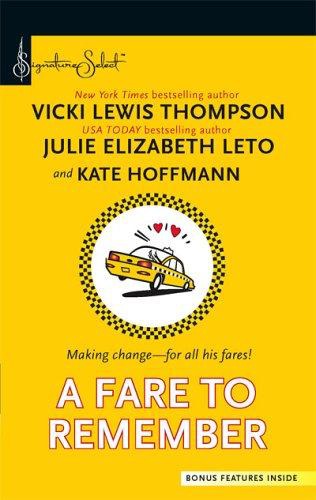 Signature Select™
New York Times bestselling author
VICKI LEWIS THOMPSON
USA TODAY bestselling author
JULIE ELIZABETH LETO
and KATE HOFFMANN
Making change—for all his fares!
A FARE TO
REMEMBER
BONUS FEATURES INSIDE